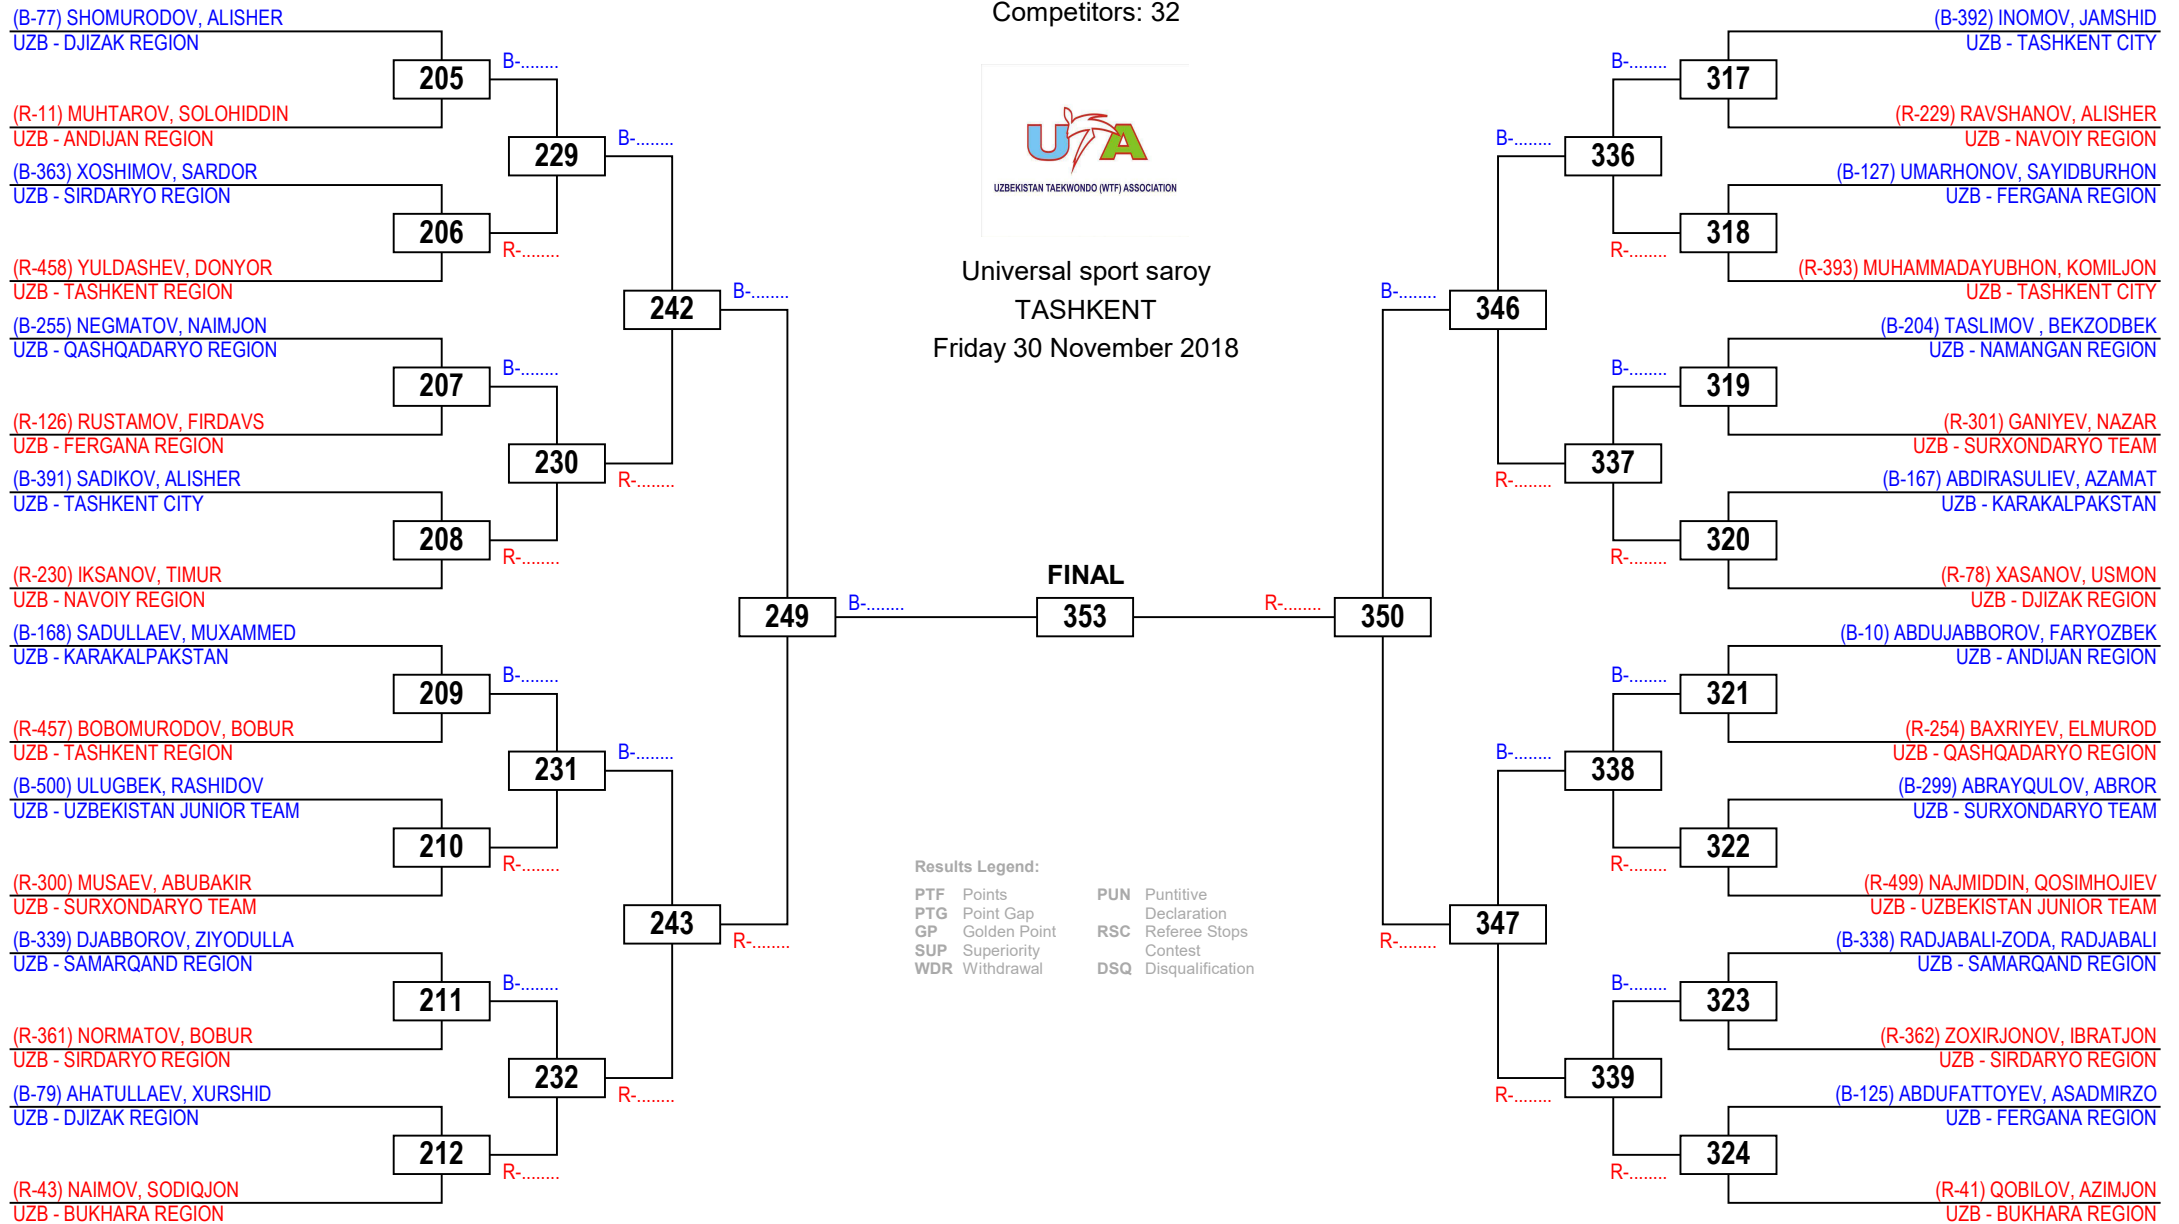 Competitors: 32
UTA
UZBEKISTAN TAEKWONDO (WTF) ASSOCIATION
Universal sport saroy
TASHKENT
Friday 30 November 2018
(B-77) SHOMURODOV, ALISHER
UZB - DJIZAK REGION
205
(R-11) MUHTAROV, SOLOHIDDIN
UZB - ANDIJAN REGION
(B-363) XOSHIMOV, SARDOR
UZB - SIRDARYO REGION
206
(R-458) YULDASHEV, DONYOR
UZB - TASHKENT REGION
(B-255) NEGMATOV, NAIMJON
UZB - QASHQADARYO REGION
207
(R-126) RUSTAMOV, FIRDAVS
UZB - FERGANA REGION
(B-391) SADIKOV, ALISHER
UZB - TASHKENT CITY
208
(R-230) IKSANOV, TIMUR
UZB - NAVOIY REGION
(B-168) SADULLAEV, MUXAMMED
UZB - KARAKALPAKSTAN
209
(R-457) BOBOMURODOV, BOBUR
UZB - TASHKENT REGION
(B-500) ULUGBEK, RASHIDOV
UZB - UZBEKISTAN JUNIOR TEAM
210
(R-300) MUSAEV, ABUBAKIR
UZB - SURXONDARYO TEAM
(B-339) DJABBOROV, ZIYODULLA
UZB - SAMARQAND REGION
211
(R-361) NORMATOV, BOBUR
UZB - SIRDARYO REGION
(B-79) AHATULLAEV, XURSHID
UZB - DJIZAK REGION
212
(R-43) NAIMOV, SODIQJON
UZB - BUKHARA REGION
B-........
229
R-........
B-........
230
R-........
B-........
231
R-........
B-........
232
R-........
B-........
242
R-........
B-........
243
R-........
B-........
249
R-........
B-........
FINAL
353
R-........
350
B-........
R-........
346
B-........
R-........
347
B-........
R-........
336
B-........
R-........
337
B-........
R-........
338
B-........
R-........
339
B-........
R-........
(B-392) INOMOV, JAMSHID
UZB - TASHKENT CITY
317
(R-229) RAVSHANOV, ALISHER
UZB - NAVOIY REGION
(B-127) UMARHONOV, SAYIDBURHON
UZB - FERGANA REGION
318
(R-393) MUHAMMADAYUBHON, KOMILJON
UZB - TASHKENT CITY
(B-204) TASLIMOV , BEKZODBEK
UZB - NAMANGAN REGION
319
(R-301) GANIYEV, NAZAR
UZB - SURXONDARYO TEAM
(B-167) ABDIRASULIEV, AZAMAT
UZB - KARAKALPAKSTAN
320
(R-78) XASANOV, USMON
UZB - DJIZAK REGION
(B-10) ABDUJABBOROV, FARYOZBEK
UZB - ANDIJAN REGION
321
(R-254) BAXRIYEV, ELMUROD
UZB - QASHQADARYO REGION
(B-299) ABRAYQULOV, ABROR
UZB - SURXONDARYO TEAM
322
(R-499) NAJMIDDIN, QOSIMHOJIEV
UZB - UZBEKISTAN JUNIOR TEAM
(B-338) RADJABALI-ZODA, RADJABALI
UZB - SAMARQAND REGION
323
(R-362) ZOXIRJONOV, IBRATJON
UZB - SIRDARYO REGION
(B-125) ABDUFATTOYEV, ASADMIRZO
UZB - FERGANA REGION
324
(R-41) QOBILOV, AZIMJON
UZB - BUKHARA REGION
Results Legend:
PTF Points
PTG Point Gap
GP Golden Point
SUP Superiority
WDR Withdrawal
PUN Puntitive
Declaration
RSC Referee Stops
Contest
DSQ Disqualification